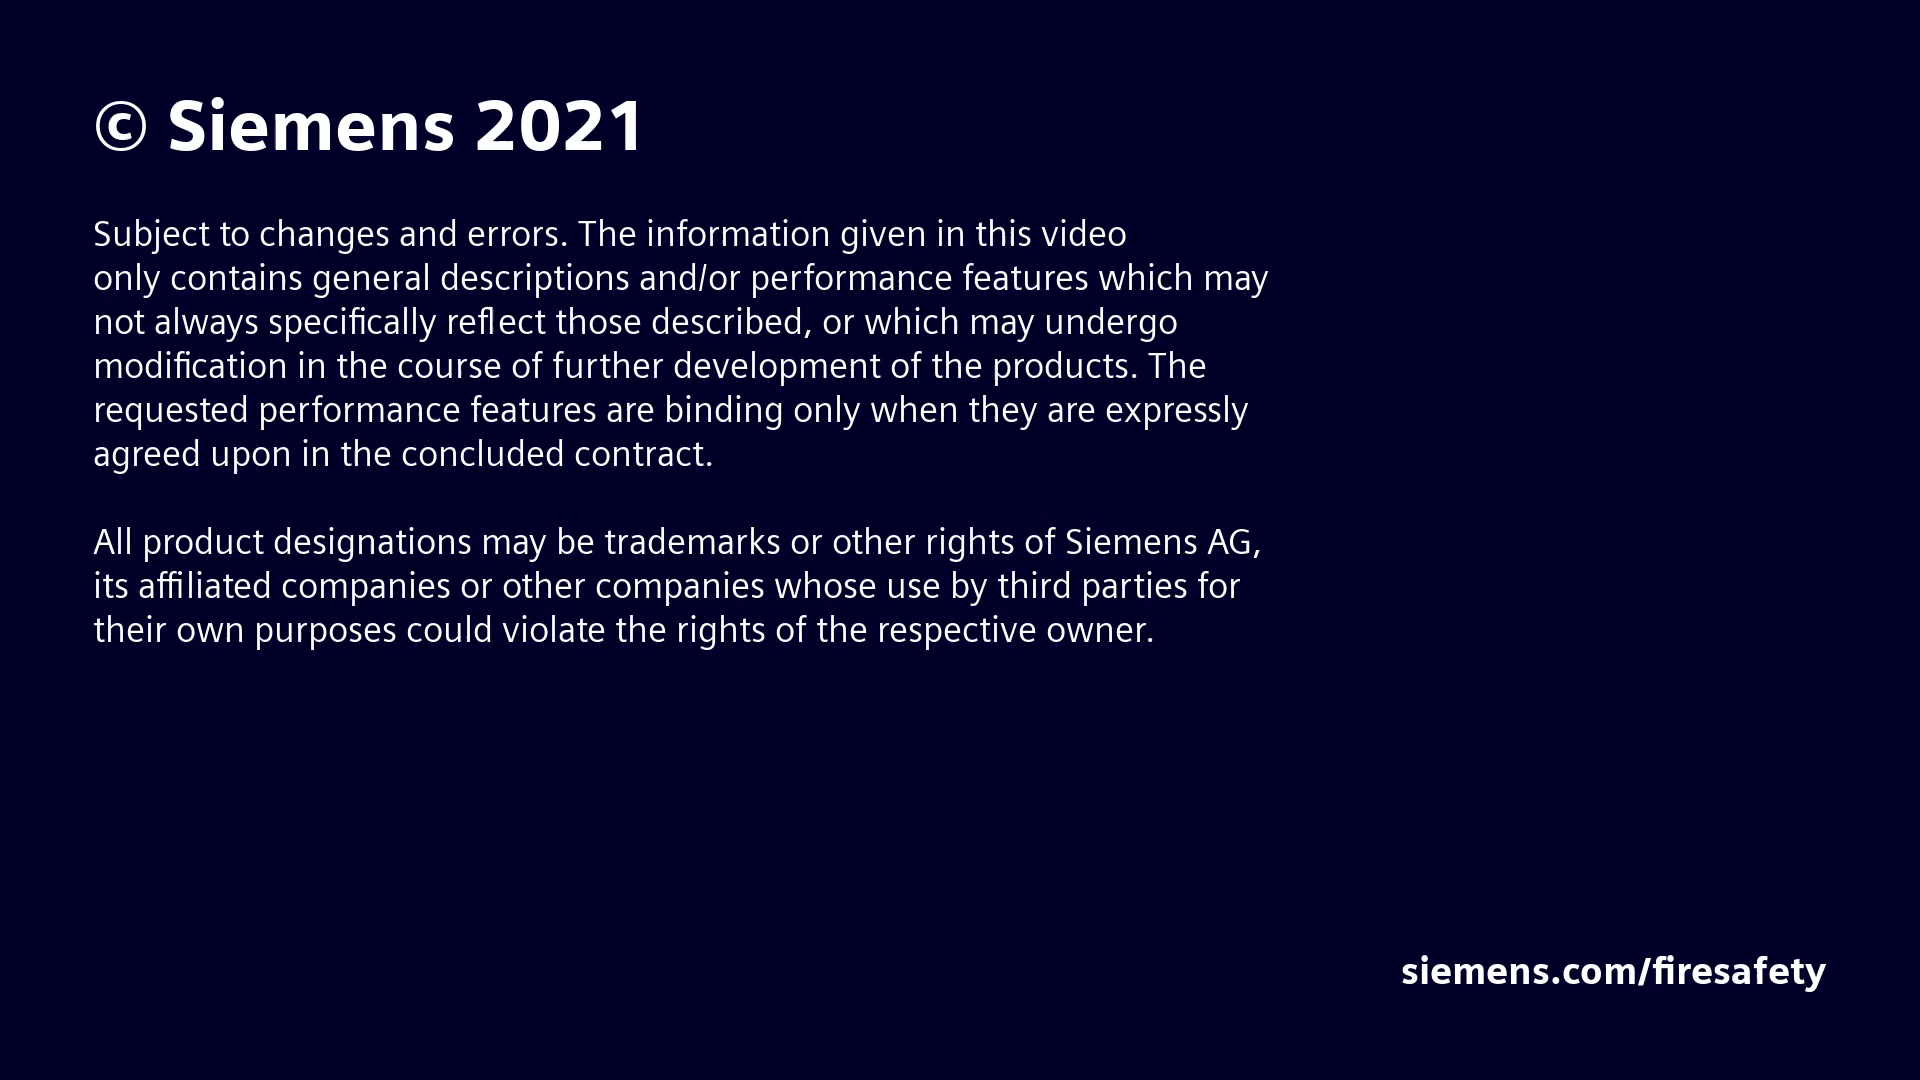 © Siemens 2021
Subject to changes and errors. The information given in this video
only contains general descriptions and/or performance features which may
not always specifically reflect those described, or which may undergo
modification in the course of further development of the products. The
requested performance features are binding only when they are expressly
agreed upon in the concluded contract.
All product designations may be trademarks or other rights of Siemens AG,
its affiliated companies or other companies whose use by third parties for
their own purposes could violate the rights of the respective owner.
siemens.com/firesafety